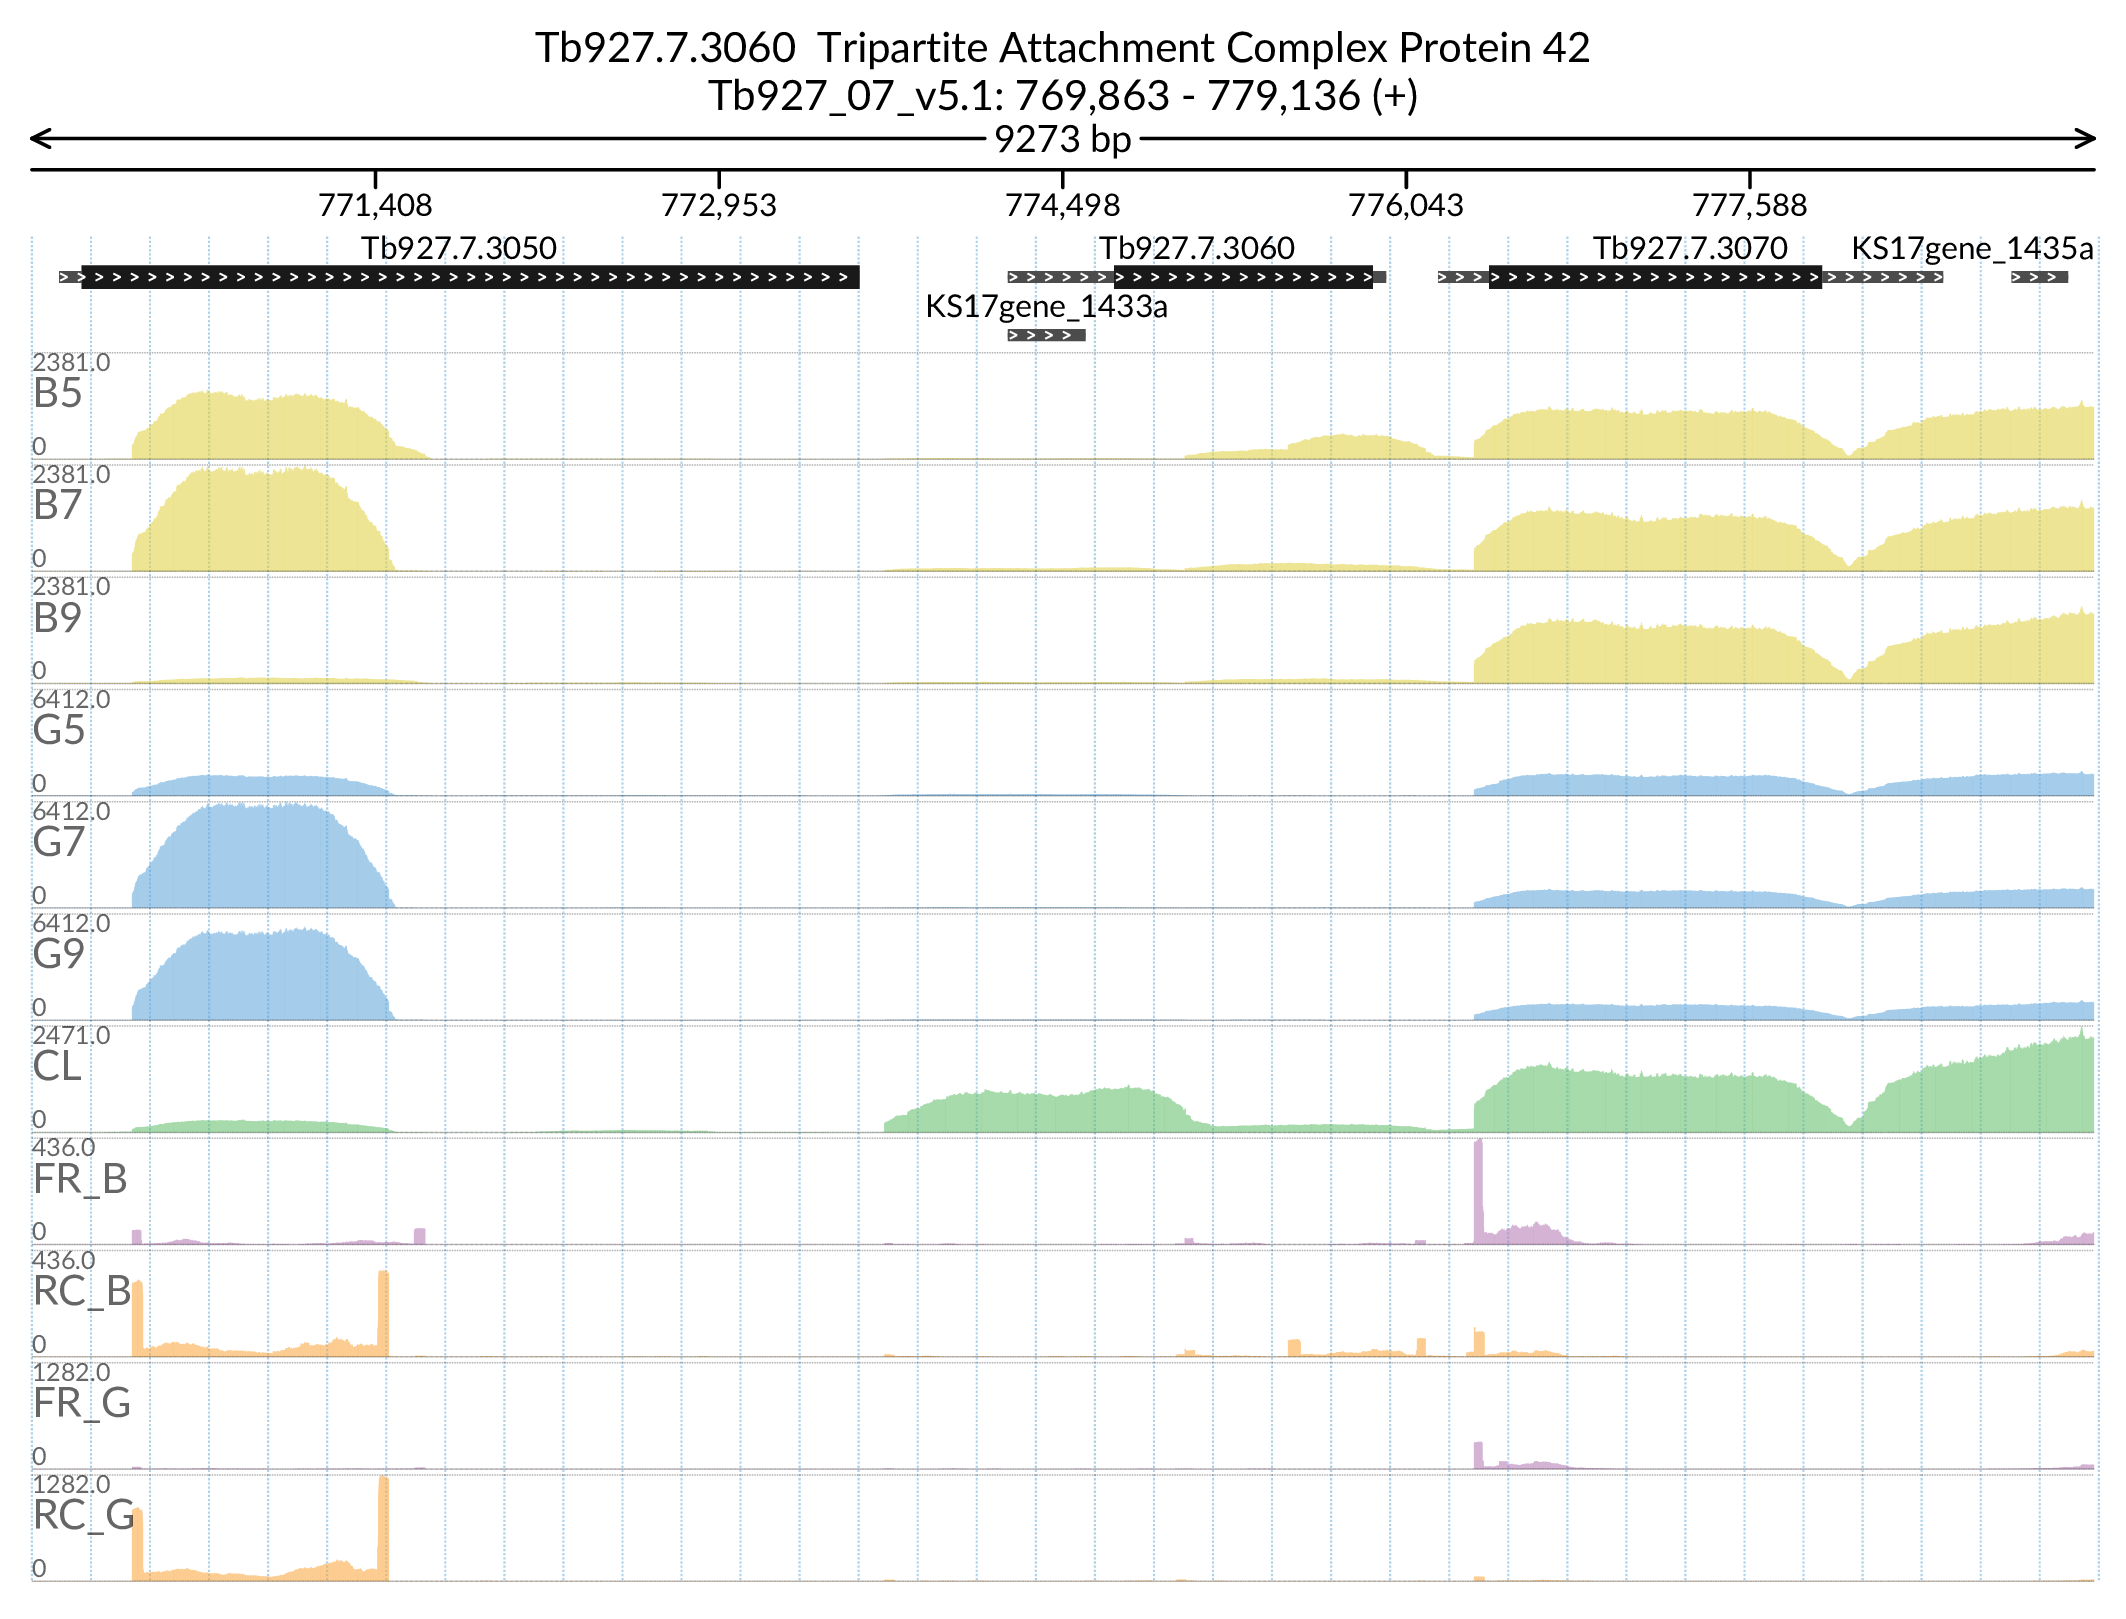 Tb927.7.3060  Tripartite Attachment Complex Protein 42
Tb927_07_v5.1: 769,863 - 779,136 (+)
9273 bp
771,408 772,953 774,498 776,043 777,588
Tb927.7.3050 Tb927.7.3060 Tb927.7.3070 KS17gene_1435a
KS17gene_1433a
2381.0
B5
0
2381.0
B7
0
2381.0
B9
0
6412.0
G5
0
6412.0
G7
0
6412.0
G9
0
2471.0
CL
0
436.0
FR_B
0
436.0
RC_B
0
1282.0
FR_G
0
1282.0
RC_G
0